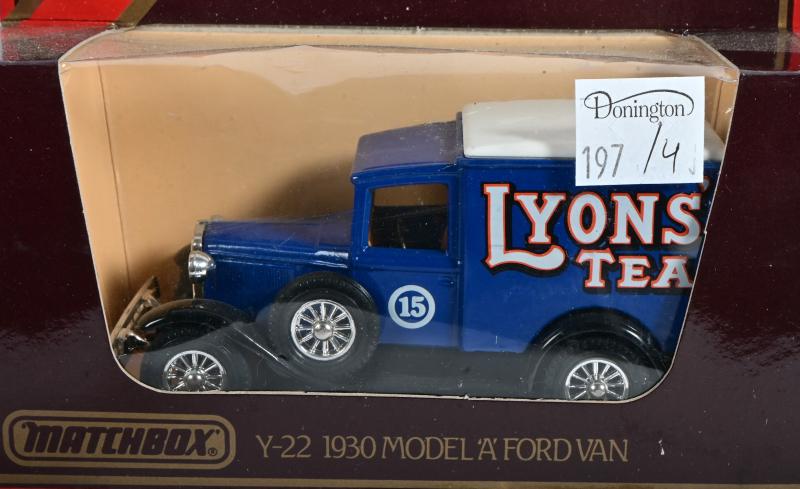 Donington
197 /4
LYONS'
TEA
15
MATCHBOX®
Y-22 1930 MODEL 'A' FORD VAN